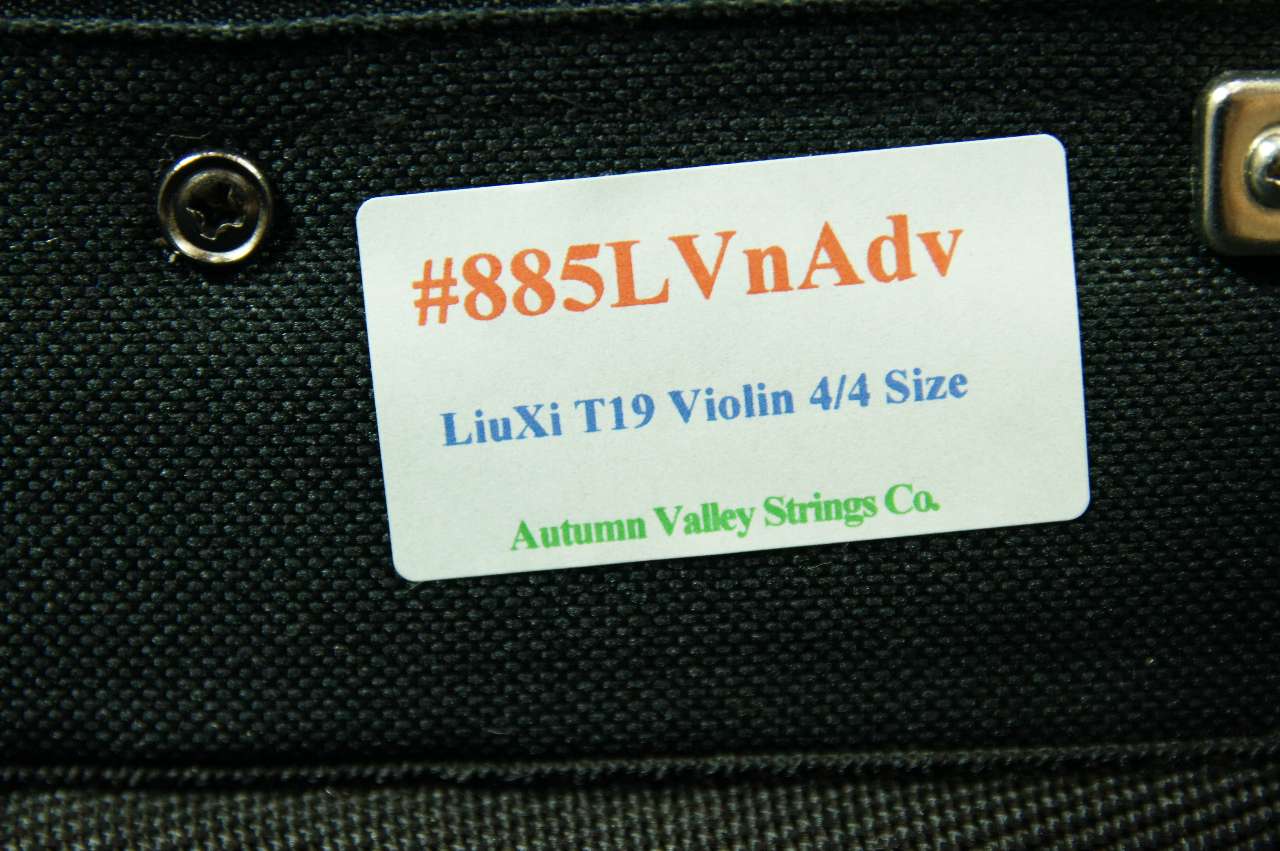 #885LVnAdv
LiuXi T19 Violin 4/4 Size
Autumn Valley Strings Co.